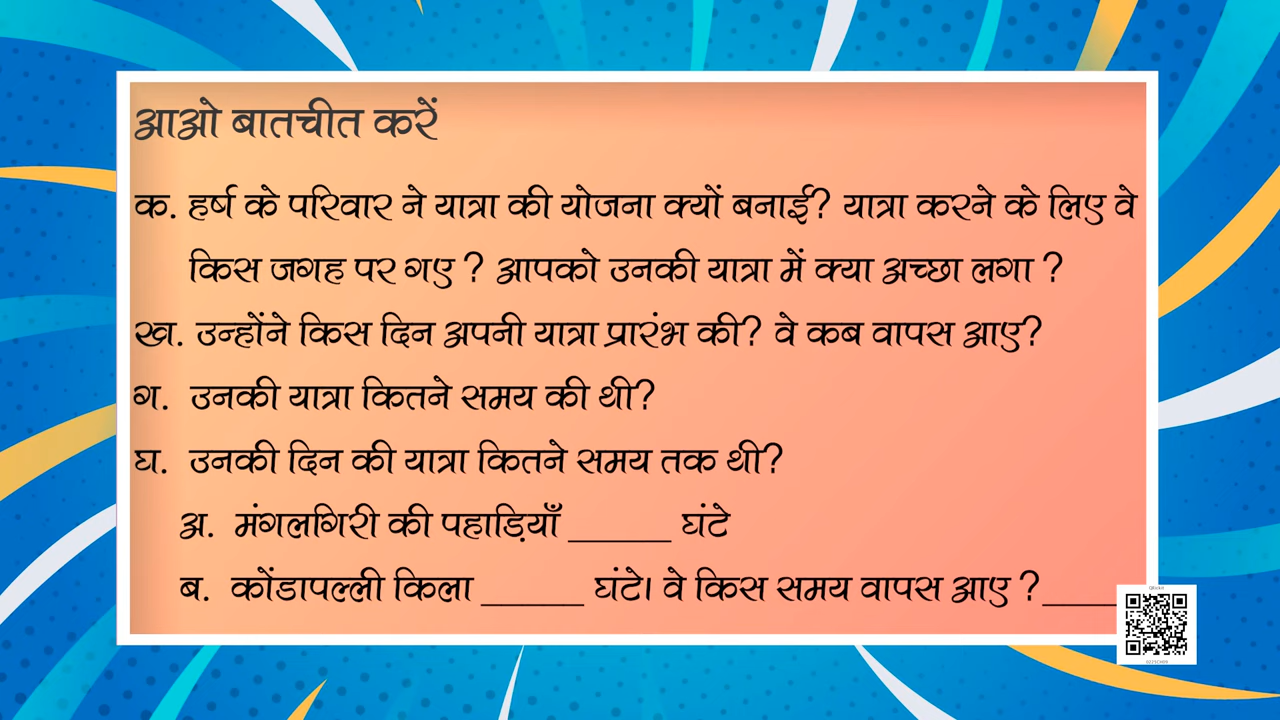 आओ बातचीत करें
क. हर्ष के परिवार ने यात्रा की योजना क्यों बनाई? यात्रा करने के लिए वे
किस जगह पर गए ? आपको उनकी यात्रा में क्या अच्छा लगा ?
ख. उन्होंने किस दिन अपनी यात्रा प्रारंभ की? वे कब वापस आए?
ग. उनकी यात्रा कितने समय की थी?
घ. उनकी दिन की यात्रा कितने समय तक थी?
अ. मंगलगिरी की पहाड़ियाँ ______ घंटे
ब. कोंडापल्ली किला ______ घंटे। वे किस समय वापस आए ?____